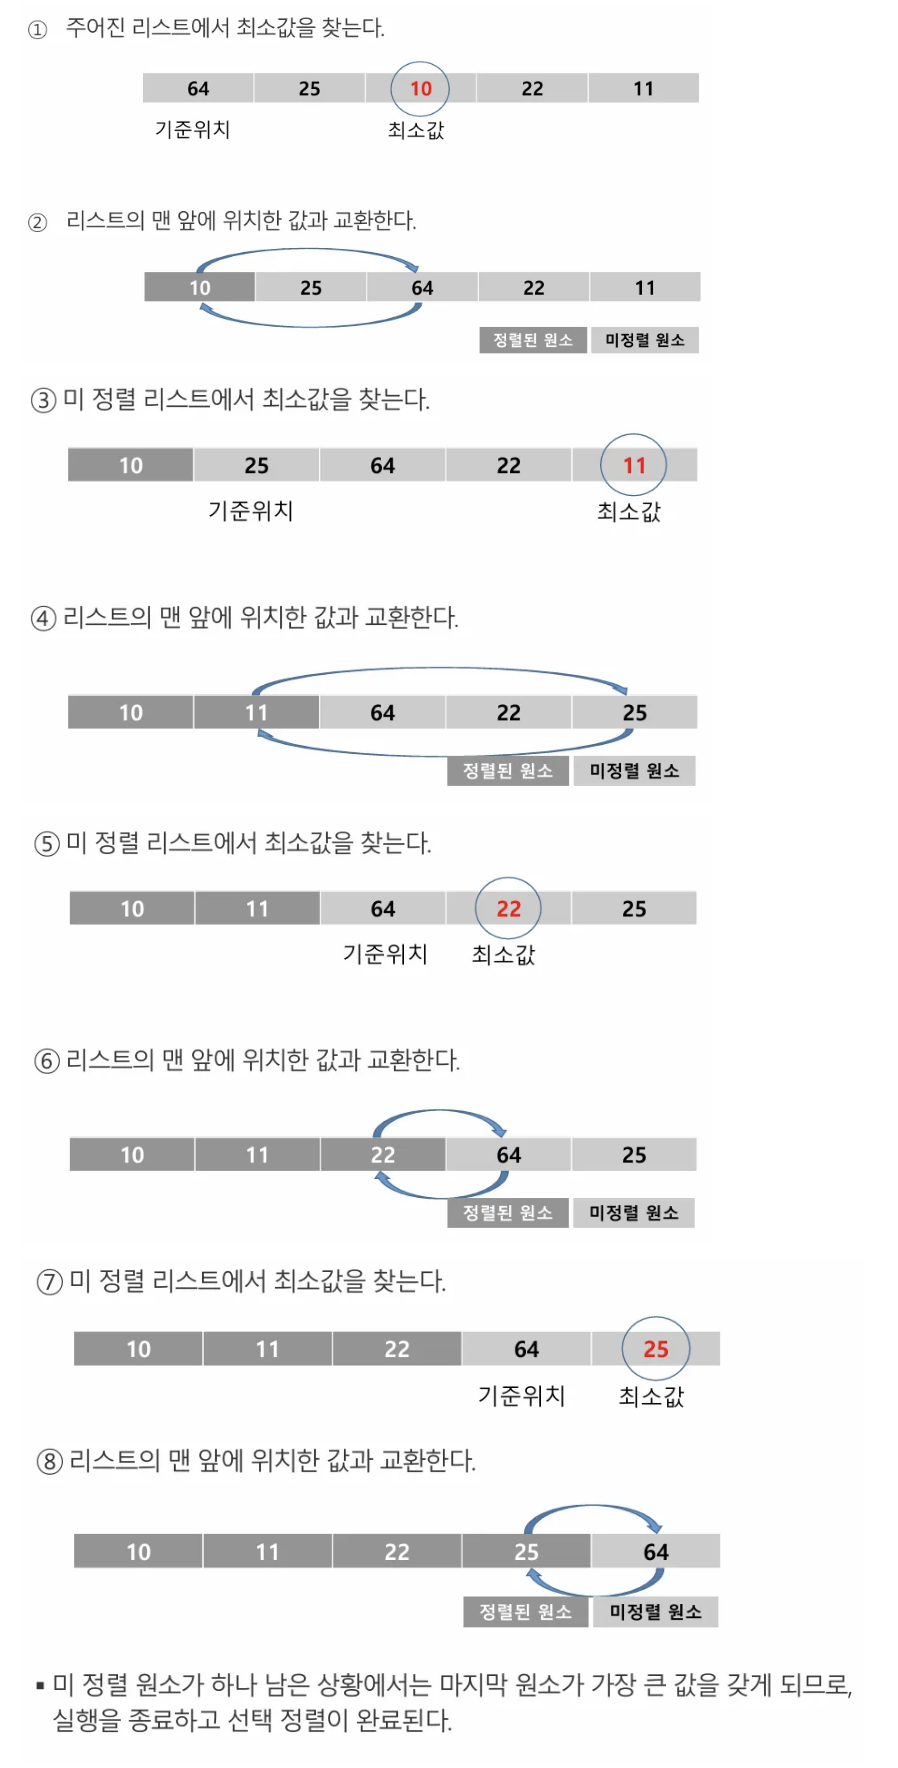 ① 주어진 리스트에서 최소값을 찾는다.
64 25 10 22 11
기준위치 최소값
② 리스트의 맨 앞에 위치한 값과 교환한다.
10 25 64 22 11
정렬된 원소 미정렬 원소
③ 미 정렬 리스트에서 최소값을 찾는다.
10 25 64 22 11
기준위치 최소값
④ 리스트의 맨 앞에 위치한 값과 교환한다.
10 11 64 22 25
정렬된 원소 미정렬 원소
⑤ 미 정렬 리스트에서 최소값을 찾는다.
10 11 64 22 25
기준위치 최소값
⑥ 리스트의 맨 앞에 위치한 값과 교환한다.
10 11 22 64 25
정렬된 원소 미정렬 원소
⑦ 미 정렬 리스트에서 최소값을 찾는다.
10 11 22 64 25
기준위치 최소값
⑧ 리스트의 맨 앞에 위치한 값과 교환한다.
10 11 22 25 64
정렬된 원소 미정렬 원소
▪ 미 정렬 원소가 하나 남은 상황에서는 마지막 원소가 가장 큰 값을 갖게 되므로,
실행을 종료하고 선택 정렬이 완료된다.